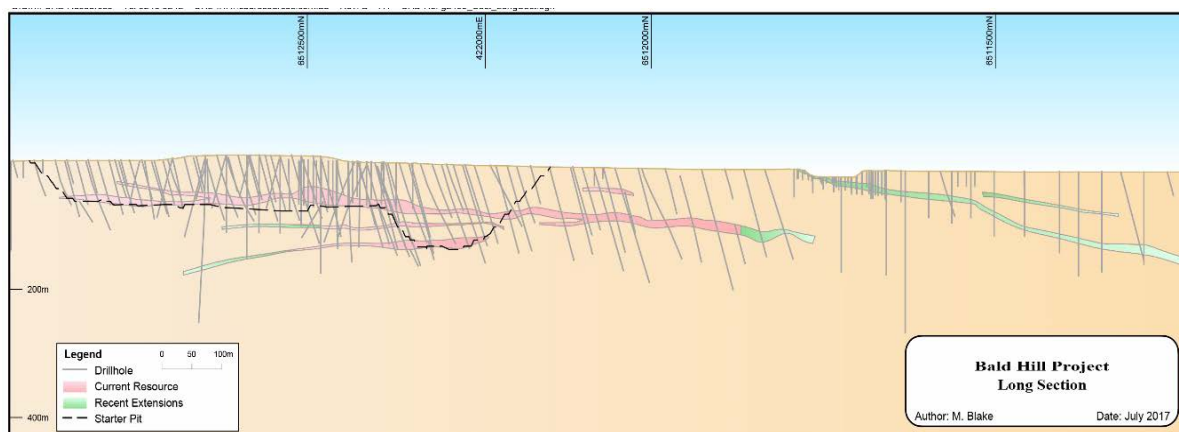 6512500mN
422000mE
6512000mN
6511500mN
200m
400m
Legend
0 50 100m
Drillhole
Current Resource
Recent Extensions
Starter Pit
Bald Hill Project
Long Section
Author: M. Blake Date: July 2017